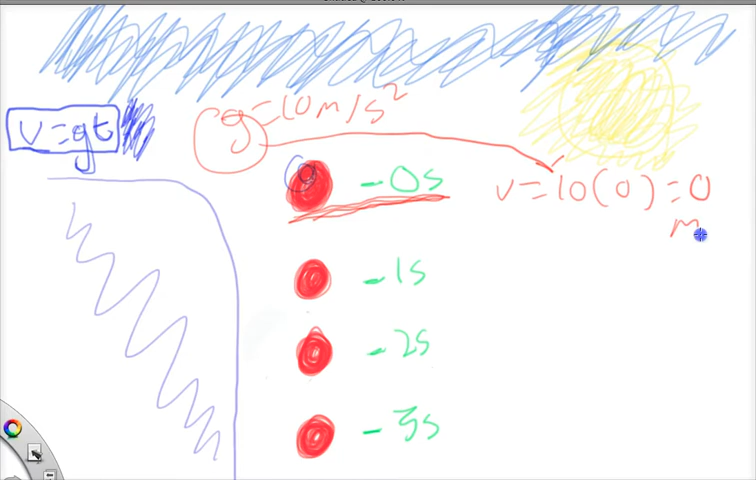 g=10m/s²
v=gt
-0s
v=10(0)=0
m
-1s
-2s
-3s